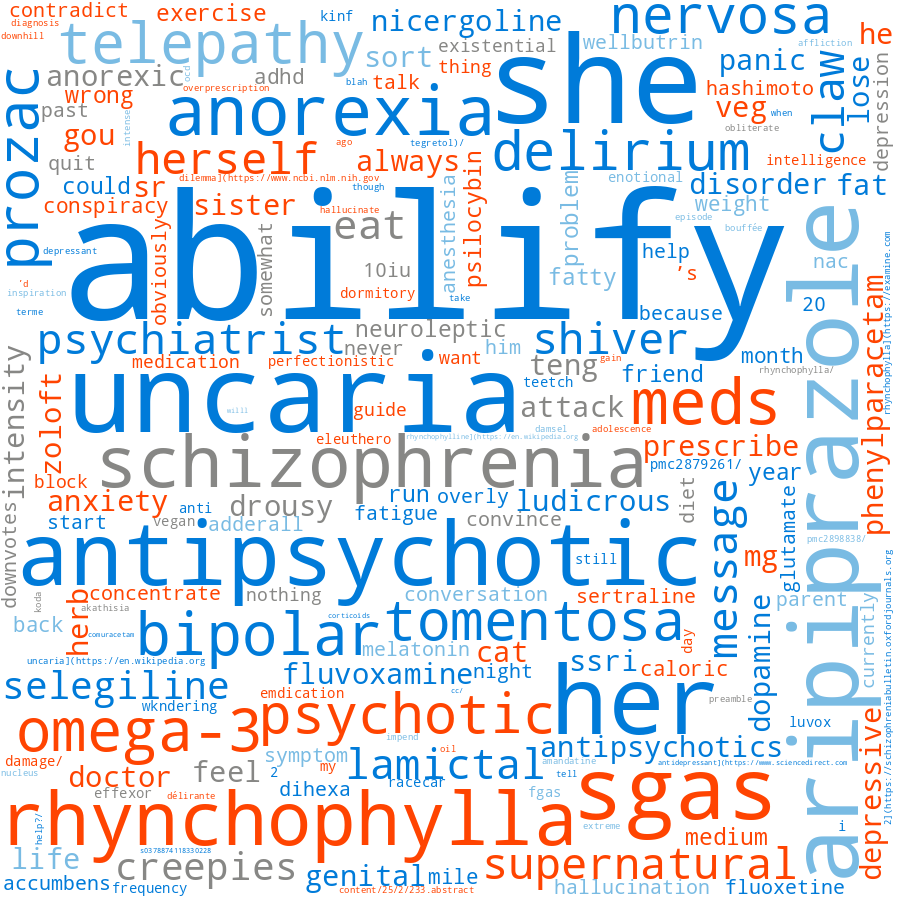 contradict
exercise
diagnosis
downhill
telepathy
kinf
nicergoline
sort
existential
thing
nervosa
wellbutrin
he
panic
affliction
anorexic
ocd
adhd
overprescription
blah
talk
tegretol)/
she
hashimoto
veg
when
claw
lose
depression
prozac
wrong
past
gou
quit
intense
anorexia
ago
obliterate
intelligence
herself
always
delirium
dilemma](https://www.ncbi.nlm.nih.gov
though
could
sr
conspiracy
sister
hallucinate
eat
anesthesia
psilocybin
problem
enotional
disorder
fat
weight
episode
bouffée
depressant
abilify
obviously
somewhat
10iu
dormitory
fatty
take
help
’s
nac
'd
inspiration
terme
20
because
psychiatrist
neuroleptic
never
him
shiver
month
medication
perfectionistic
want
teng
gain
friend
teetch
rhynchophylla/
aripiprazole
phenylparacetam
rhynchophylla](https://examine.com
intensity
zoloft
uncaria
will
guide
attack
damsel
meds
eleuthero
rhynchophylline](https://en.wikipedia.org
adolescence
schizophrenia
prescribe
pmc2879261/
year
block
anxiety
drousy
run
overly
ludicrous
diet
start
anti
vegan
adderall
fatigue
convince
message
glutamate
mg
pmc2898838/
downvotes
antipsychotic
still
herb
concentrate
nothing
conversation
sertraline
parent
koda
akathisia
back
comuracetam
bipolar
corticoids
tomentosa
melatonin
cat
day
dopamine
currently
2](https://schizophreniabulletin.oxfordjournals.org
uncaria](https://en.wikipedia.org
selegiline
fluvoxamine
night
ssri
caloric
her
wkndering
emdication
cc/
preamble
luvox
omega-3
psychotic
impend
antipsychotics
depressive
damage/
nucleus
doctor
symptom
oil
lamictal
amandatine
tell
antidepressant](https://www.sciencedirect.com
feel
2
my
effexor
délirante
dihexa
racecar
fgas
sgas
i
rhynchophylla
extreme
medium
help?/
s0378874118330228
life
creepies
genital
mile
supernatural
accumbens
frequency
content/25/2/233.abstract
hallucination
fluoxetine